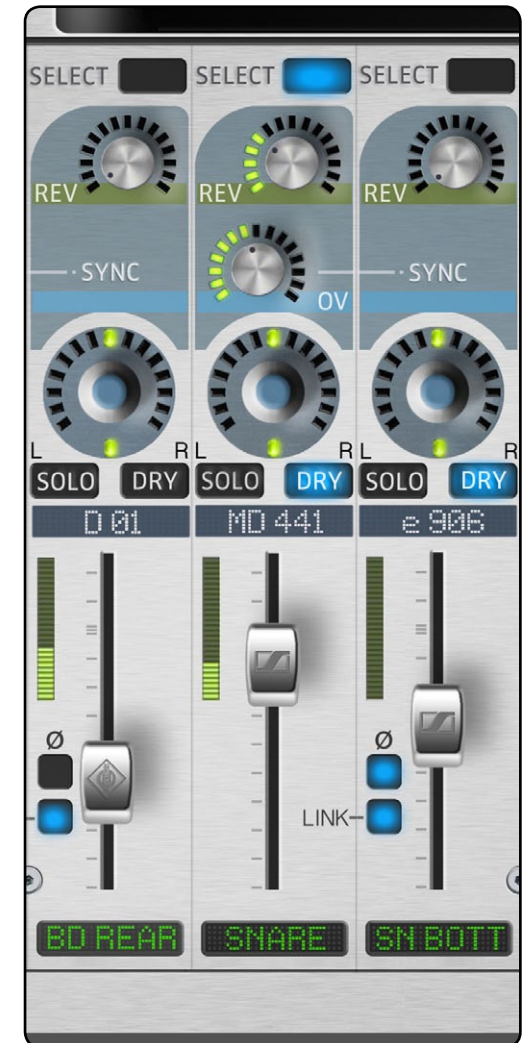 SELECT SELECT SELECT
REV REV REV
SYNC SYNC
OV
L R L R L R
SOLO DRY SOLO DRY SOLO DRY
D 01 MD 441 e 906
Ø Ø
LINK
BD REAR SNARE SN BOTT